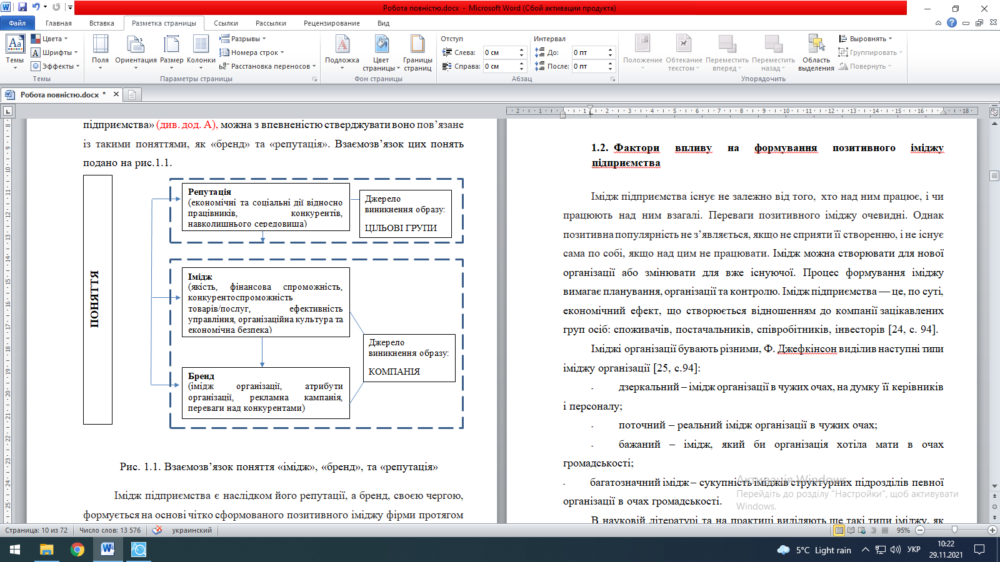 Робота повністю.docx - Microsoft Word (Сбой активации продукта)
Файл Главная Вставка Разметка страницы Ссылки Рассылки Рецензирование Вид
Темы
Цвета
Шрифты
Эффекты
Темы
Поля Ориентация Размер Колонки
Разрывы
Номера строк
Расстановка переносов
Параметры страницы
Подложка Цвет страницы Границы страниц
Фон страницы
Отступ
Слева: 0 см
Справа: 0 см
Интервал
До: 0 пт
После: 0 пт
Абзац
Положение Обтекание текстом Переместить вперед Переместить назад Область выделения
Выровнять
Группировать
Повернуть
Упорядочить
Робота повністю.docx *
підприємства» (див. дод. А), можна з впевненістю стверджувати воно пов’язане
із такими поняттями, як «бренд» та «репутація». Взаємозв’язок цих понять
подано на рис.1.1.
ПОНЯТТЯ
Репутація
(економічні та соціальні дії відносно
працівників, конкурентів,
навколишнього середовища)
Джерело
виникнення образу:
ЦІЛЬОВІ ГРУПИ
Імідж
(якість, фінансова спроможність,
конкурентоспроможність
товарів/послуг, ефективність
управління, організаційна культура та
економічна безпека)
Джерело
виникнення образу:
КОМПАНІЯ
Бренд
(імідж організації, атрибути
організації, рекламна кампанія,
переваги над конкурентами)
Рис. 1.1. Взаємозв’язок поняття «імідж», «бренд», та «репутація»
Імідж підприємства є наслідком його репутації, а бренд, своєю чергою,
формується на основі чітко сформованого позитивного іміджу фірми протягом
1.2. Фактори впливу на формування позитивного іміджу
підприємства
Імідж підприємства існує не залежно від того, хто над ним працює, і чи
працюють над ним взагалі. Переваги позитивного іміджу очевидні. Однак
позитивна популярність не з’являється, якщо не сприяти її створенню, і не існує
сама по собі, якщо над цим не працювати. Імідж можна створювати для нової
організації або змінювати для вже існуючої. Процес формування іміджу
вимагає планування, організації та контролю. Імідж підприємства — це, по суті,
економічний ефект, що створюється відношенням до компанії зацікавлених
груп осіб: споживачів, постачальників, співробітників, інвесторів [24, с. 94].
Іміджі організації бувають різними, Ф. Джефкінсон виділив наступні типи
іміджу організації [25, с.94]:
- дзеркальний – імідж організації в чужих очах, на думку її керівників
і персоналу;
- поточний – реальний імідж організації в чужих очах;
- бажаний – імідж, який би організація хотіла мати в очах
громадськості;
- багатозначний імідж – сукупність іміджів структурних підрозділів певної
організації в очах громадськості.
В науковій літературі та на практиці виділяють ще такі типи іміджу, як
Активація Windows
Перейдіть до розділу "Настройки", щоб активувати
Windows.
Страница: 10 из 72 Число слов: 13 576 украинский 95%
5°C Light rain УКР 10:22
29.11.2021